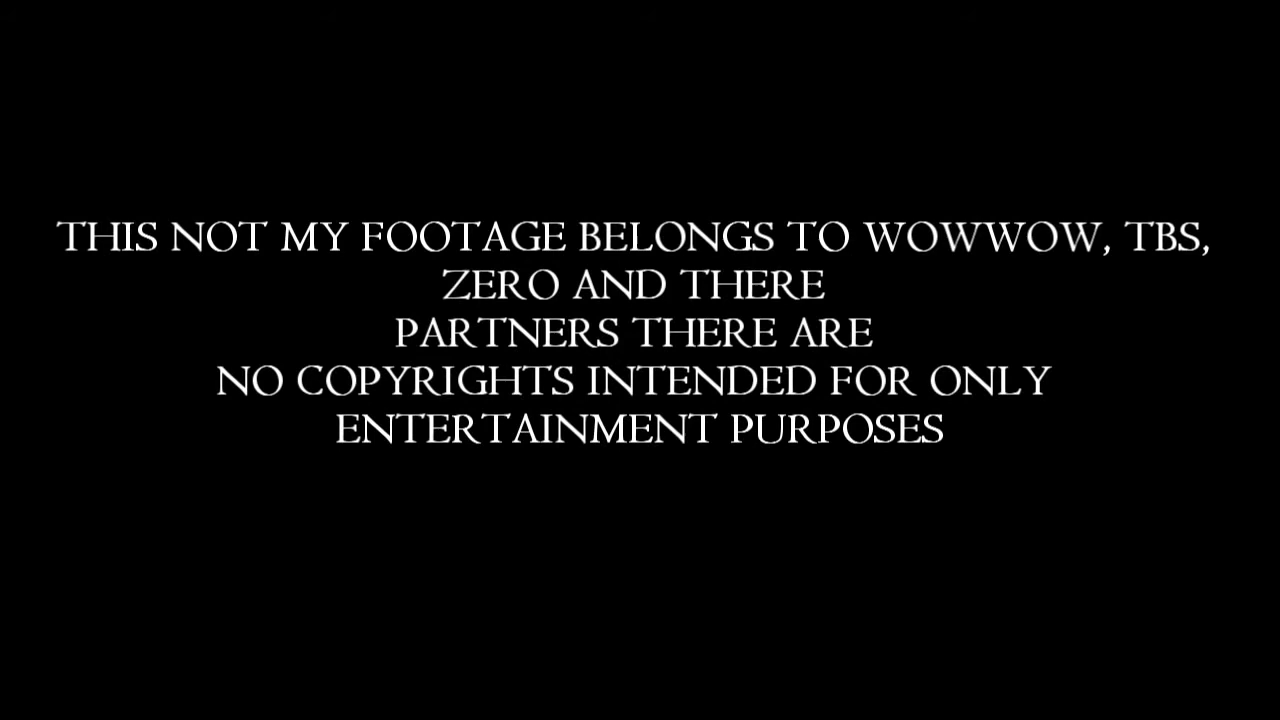 THIS NOT MY FOOTAGE BELONGS TO WOWWOW, TBS,
ZERO AND THERE
PARTNERS THERE ARE
NO COPYRIGHTS INTENDED FOR ONLY
ENTERTAINMENT PURPOSES